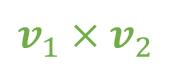 𝒗₁ × 𝒗₂